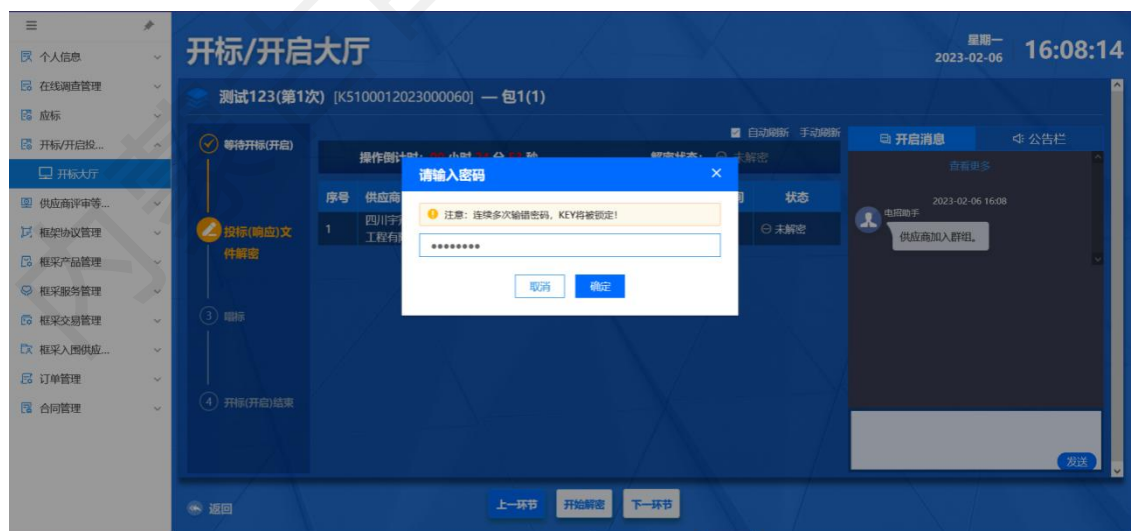 个人信息
在线调查管理
应标
开标/开启投...
开标大厅
供应商评审等...
框架协议管理
框采产品管理
框采服务管理
框采交易管理
框采入围供应...
订单管理
合同管理
开标/开启大厅
星期一
2023-02-06
16:08:14
测试123(第1次) [K5100012023000060] — 包1(1)
等待开标(开启)
2 投标(响应)文
件解密
3 唱标
4 开标(开启)结束
自动刷新 手动刷新
操作倒计时:
解密状态: 未解密
序号 供应商 状态
1 四川宇
工程有 未解密
请输入密码
注意:连续多次输错密码,KEY将被锁定!
••••••••
取消 确定
开启消息 公告栏
查看更多
2023-02-06 16:08
电招助手
供应商加入群组。
发送
返回
上一环节 开始解密 下一环节